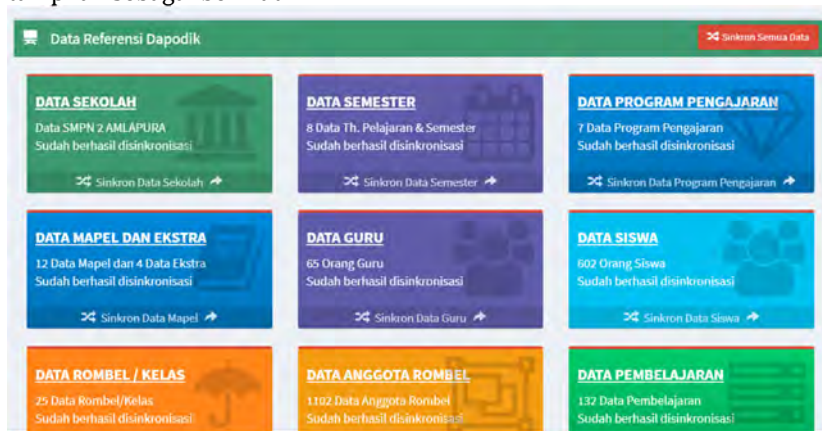 Data Referensi Dapodik
Sinkron Semua Data
DATA SEKOLAH
Data SMPN 2 AMLAPURA
Sudah berhasil disinkronisasi
Sinkron Data Sekolah
DATA SEMESTER
8 Data Th. Pelajaran & Semester
Sudah berhasil disinkronisasi
Sinkron Data Semester
DATA PROGRAM PENGAJARAN
7 Data Program Pengajaran
Sudah berhasil disinkronisasi
Sinkron Data Program Pengajaran
DATA MAPEL DAN EKSTRA
12 Data Mapel dan 4 Data Ekstra
Sudah berhasil disinkronisasi
Sinkron Data Mapel
DATA GURU
65 Orang Guru
Sudah berhasil disinkronisasi
Sinkron Data Guru
DATA SISWA
602 Orang Siswa
Sudah berhasil disinkronisasi
Sinkron Data Siswa
DATA ROMBEL / KELAS
25 Data Rombel/Kelas
Sudah berhasil disinkronisasi
DATA ANGGOTA ROMBEL
1102 Data Anggota Rombel
Sudah berhasil disinkronisasi
DATA PEMBELAJARAN
132 Data Pembelajaran
Sudah berhasil disinkronisasi